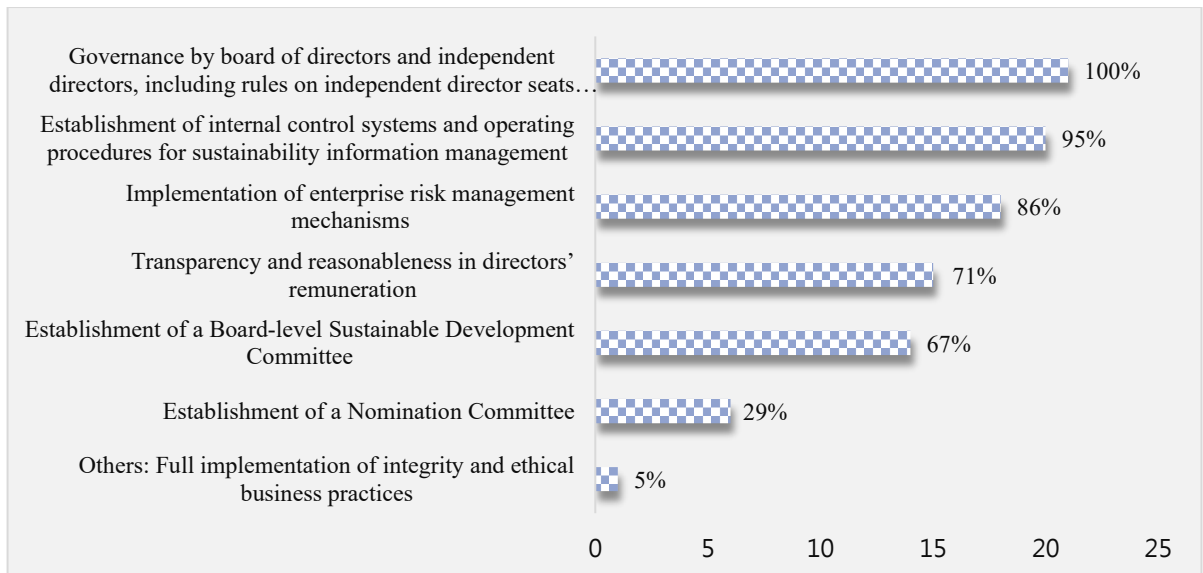 Governance by board of directors and independent
directors, including rules on independent director seats…
100%
Establishment of internal control systems and operating
procedures for sustainability information management
95%
Implementation of enterprise risk management
mechanisms
86%
Transparency and reasonableness in directors’
remuneration
71%
Establishment of a Board-level Sustainable Development
Committee
67%
Establishment of a Nomination Committee
29%
Others: Full implementation of integrity and ethical
business practices
5%
0 5 10 15 20 25